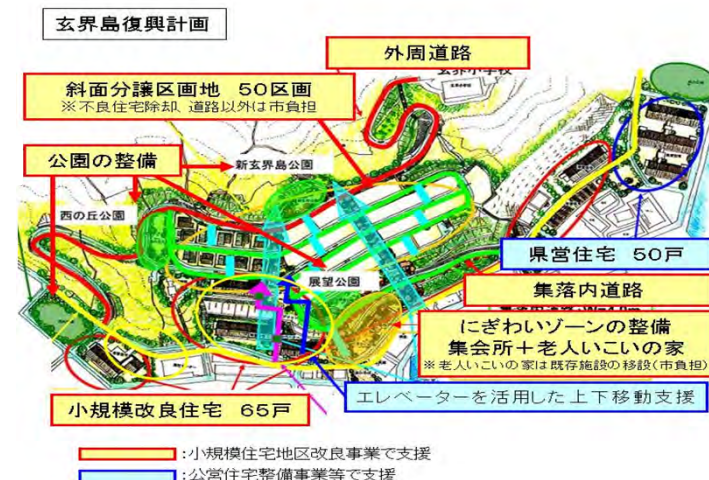 玄界島復興計画
外周道路
玄界小学校
斜面分譲区画地 50区画
※不良住宅除却、道路以外は市負担
公園の整備
新玄界島公園
西の丘公園
県営住宅 50戸
展望公園
集落内道路
にぎわいゾーンの整備
集会所＋老人いこいの家
※老人いこいの家は既存施設の移設(市負担)
エレベーターを活用した上下移動支援
小規模改良住宅 65戸
:小規模住宅地区改良事業で支援
:公営住宅整備事業等で支援